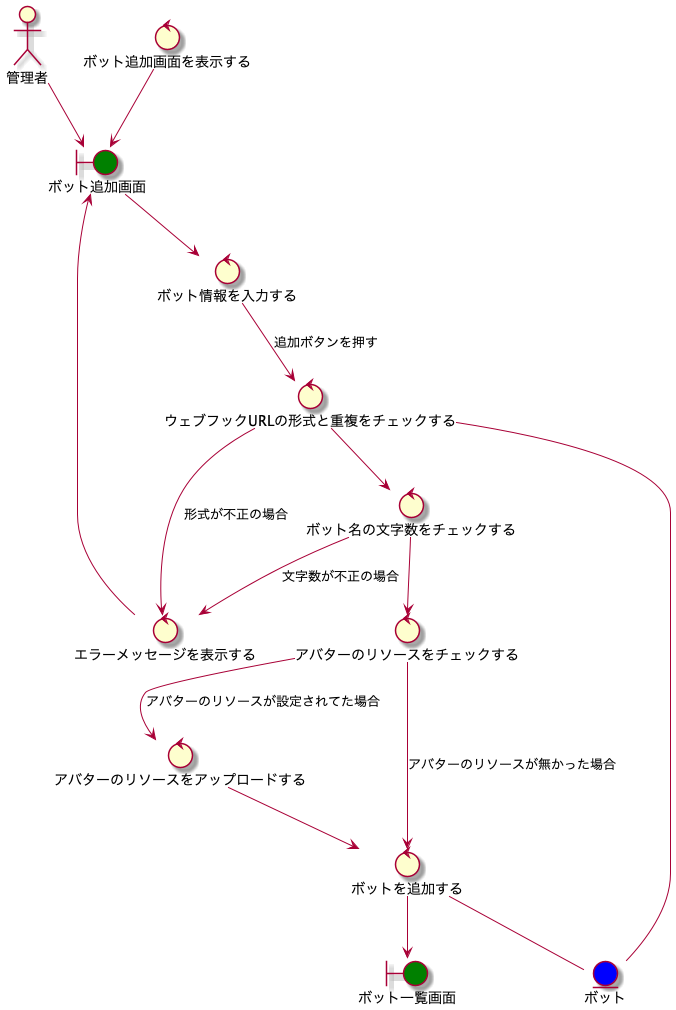 管理者
ボット追加画面を表示する
ボット追加画面
ボット情報を入力する
追加ボタンを押す
ウェブフックURLの形式と重複をチェックする
形式が不正の場合
ボット名の文字数をチェックする
文字数が不正の場合
エラーメッセージを表示する
アバターのリソースをチェックする
アバターのリソースが設定されてた場合
アバターのリソースが無かった場合
アバターのリソースをアップロードする
ボットを追加する
ボット一覧画面
ボット